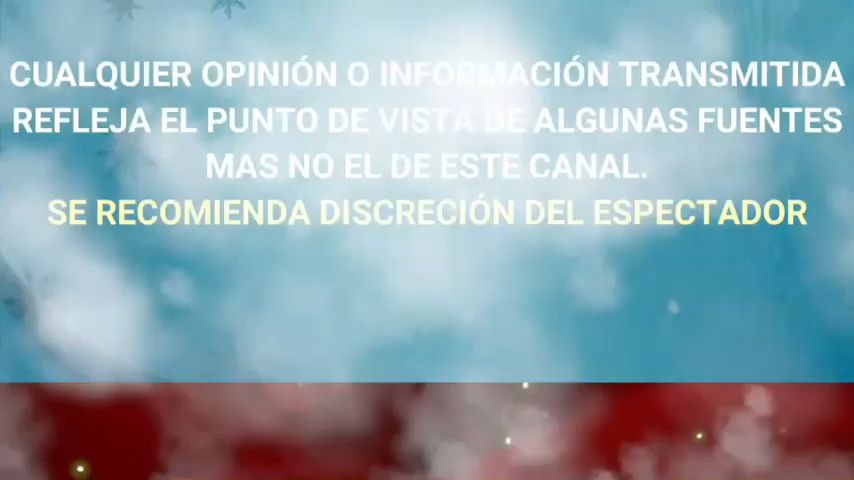 CUALQUIER OPINIÓN O INFORMACIÓN TRANSMITIDA
REFLEJA EL PUNTO DE VISTA DE ALGUNAS FUENTES
MAS NO EL DE ESTE CANAL.
SE RECOMIENDA DISCRECIÓN DEL ESPECTADOR